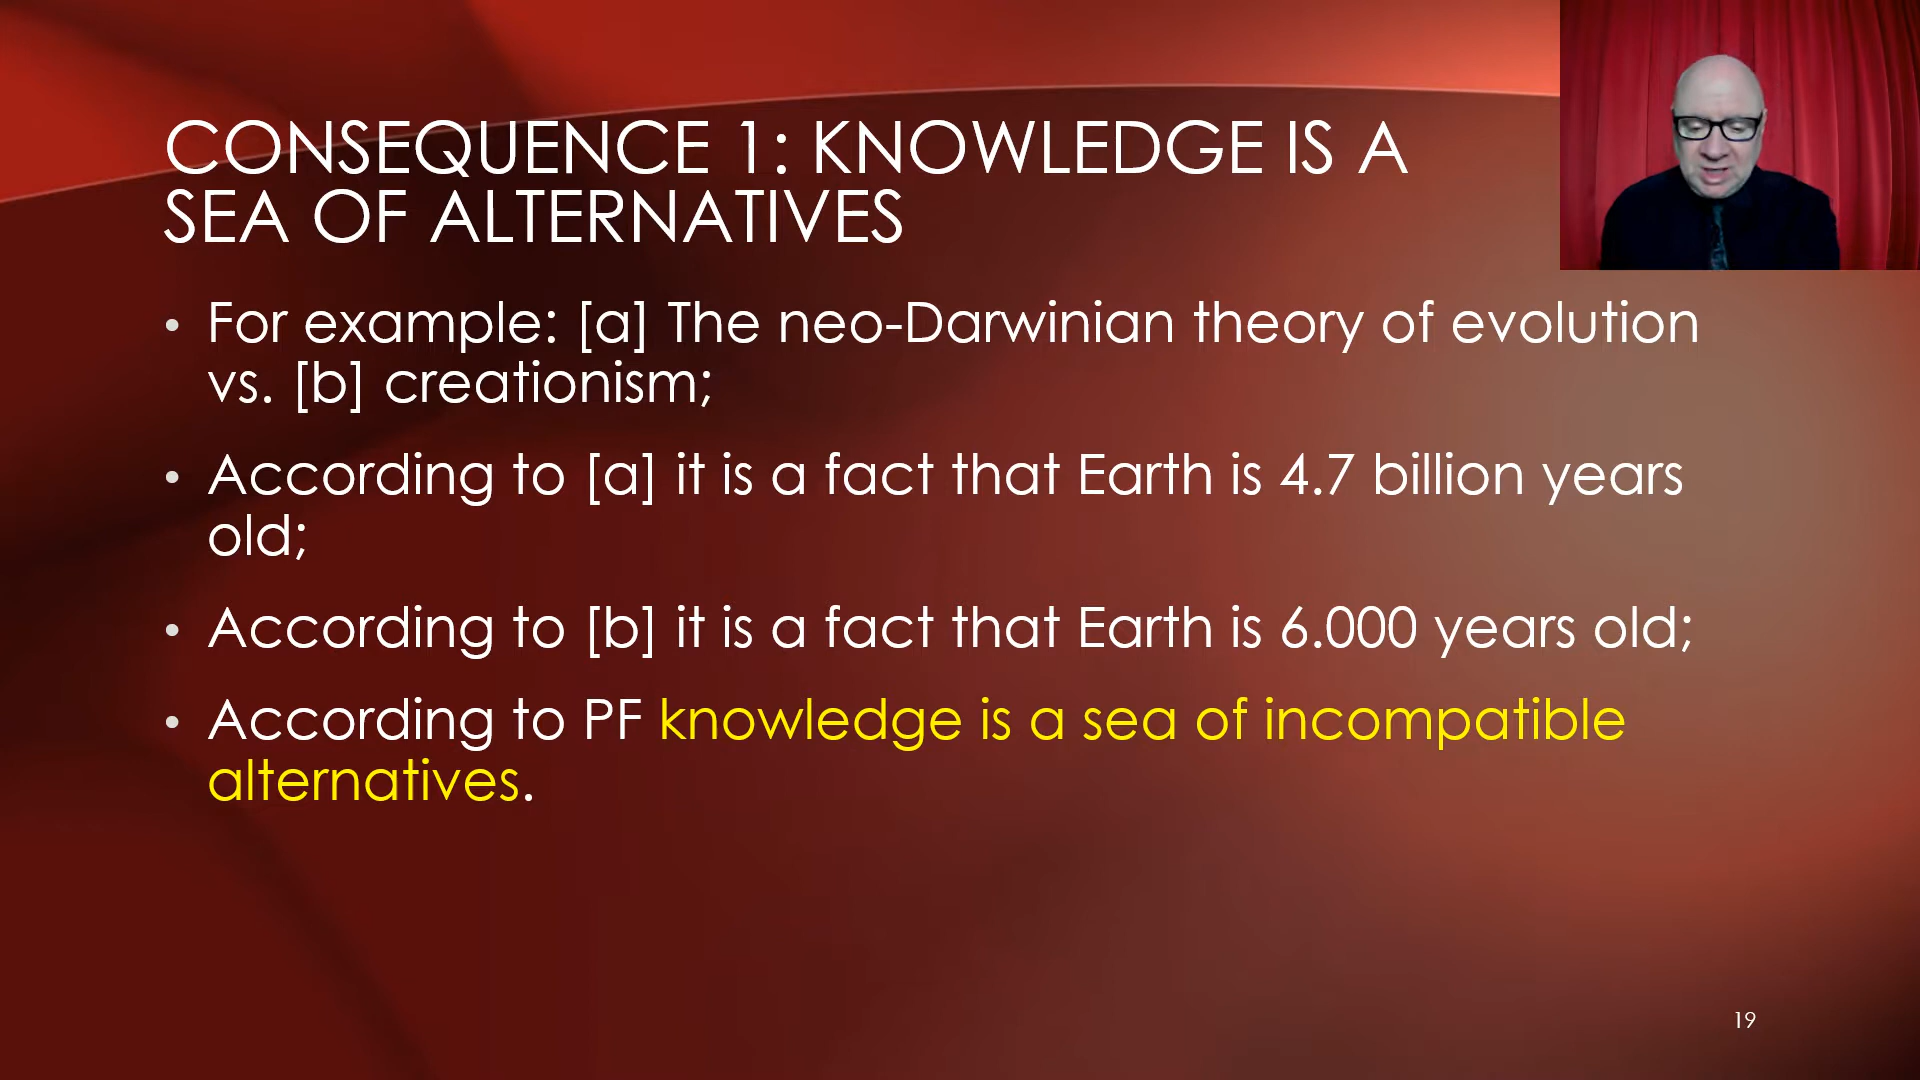 CONSEQUENCE 1: KNOWLEDGE IS A
SEA OF ALTERNATIVES
• For example: [a] The neo-Darwinian theory of evolution
vs. [b] creationism;
• According to [a] it is a fact that Earth is 4.7 billion years
old;
• According to [b] it is a fact that Earth is 6.000 years old;
• According to PF knowledge is a sea of incompatible
alternatives.
19